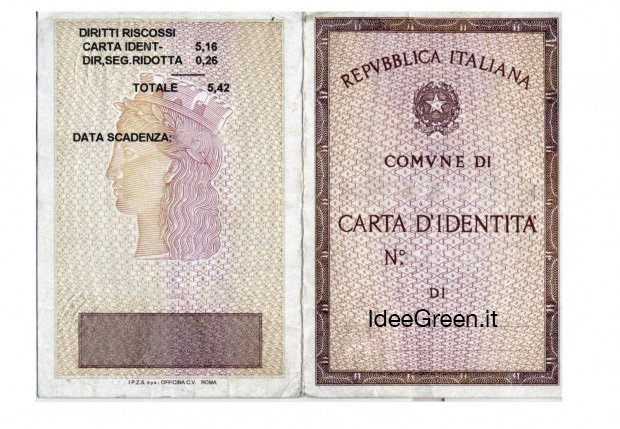 DIRITTI RISCOSSI
CARTA IDENT- 5,16
DIR,SEG.RIDOTTA 0,26
TOTALE 5,42
DATA SCADENZA:
I.P.Z.S. S.p.A. - OFFICINA C.V. ROMA
REPVBBLICA ITALIANA
COMVNE DI
CARTA D'IDENTITA'
N°.
DI
IdeeGreen.it